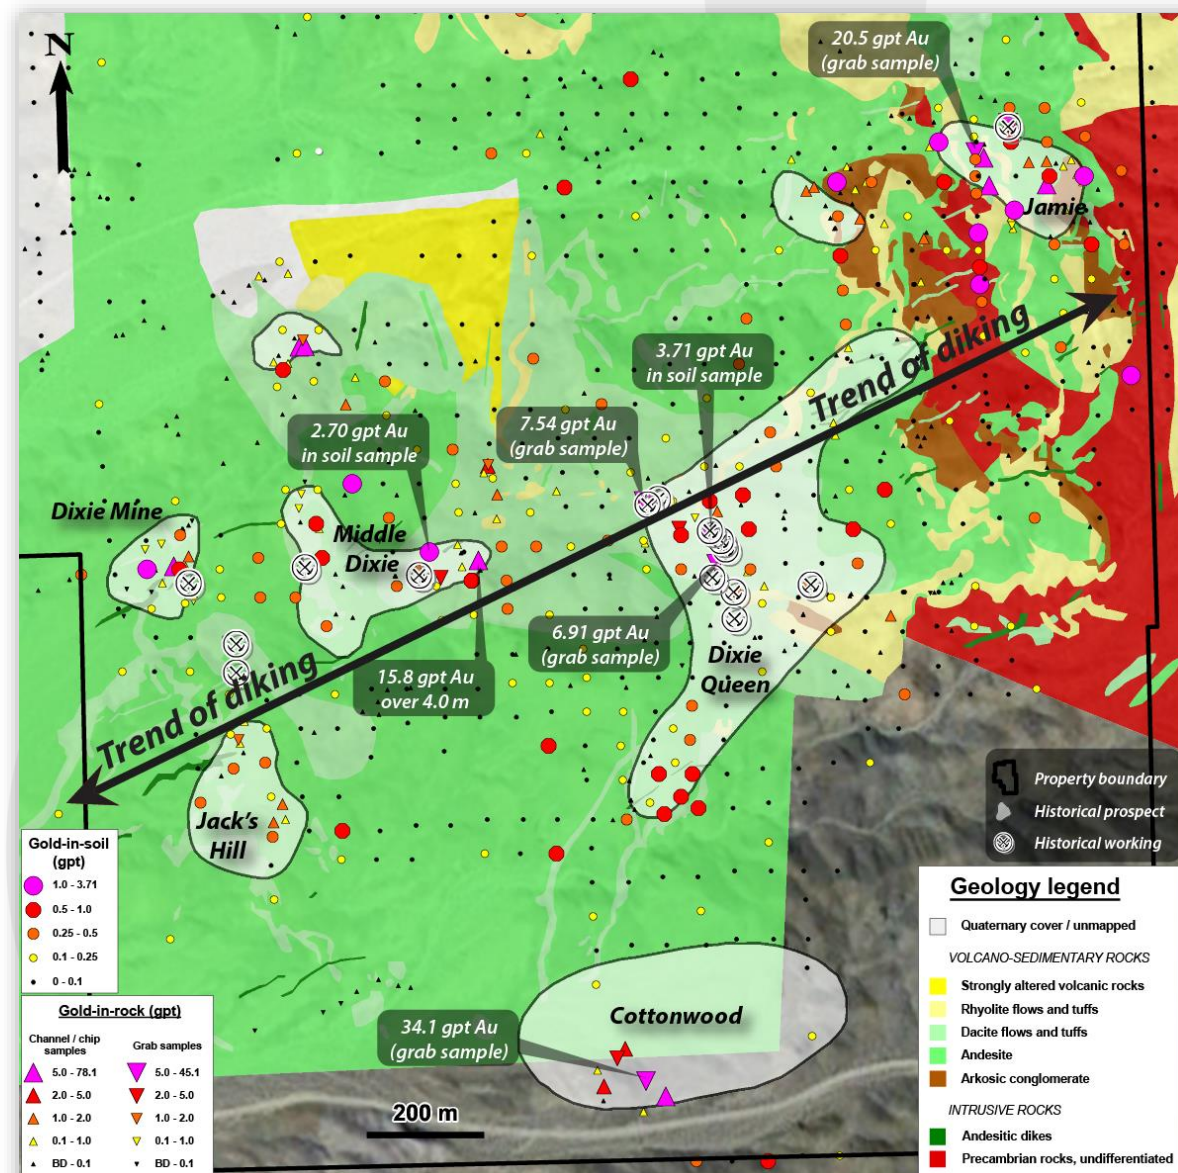 N
20.5 gpt Au
(grab sample)
Jamie
3.71 gpt Au
in soil sample
Trend of diking
7.54 gpt Au
(grab sample)
2.70 gpt Au
in soil sample
Dixie Mine
Middle
Dixie
6.91 gpt Au
(grab sample)
Dixie
Queen
15.8 gpt Au
over 4.0 m
Trend of diking
Jack's
Hill
Property boundary
Historical prospect
Historical working
Gold-in-soil
(gpt)
1.0 - 3.71
0.5 - 1.0
0.25 - 0.5
0.1 - 0.25
0 - 0.1
Gold-in-rock (gpt)
Channel / chip
samples
Grab samples
5.0 - 78.1
5.0 - 45.1
2.0 - 5.0
2.0 - 5.0
1.0 - 2.0
1.0 - 2.0
0.1 - 1.0
0.1 - 1.0
BD - 0.1
BD - 0.1
Cottonwood
34.1 gpt Au
(grab sample)
200 m
Geology legend
Quaternary cover / unmapped
VOLCANO-SEDIMENTARY ROCKS
Strongly altered volcanic rocks
Rhyolite flows and tuffs
Dacite flows and tuffs
Andesite
Arkosic conglomerate
INTRUSIVE ROCKS
Andesitic dikes
Precambrian rocks, undifferentiated